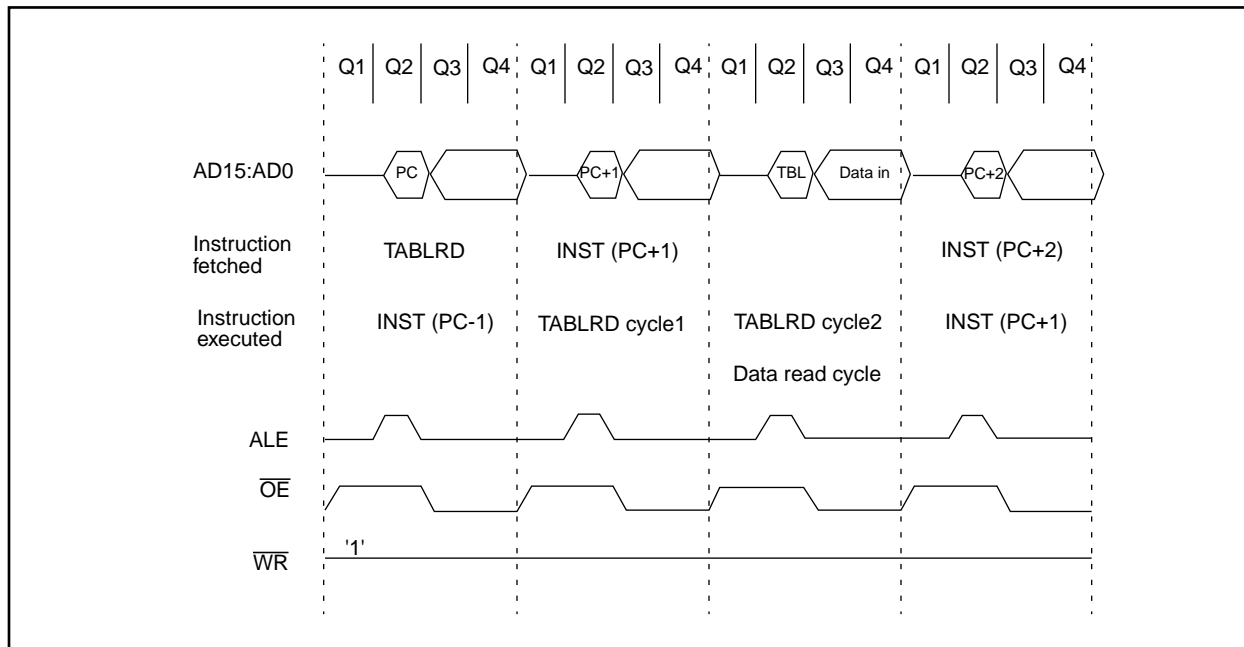 Q1 Q2 Q3 Q4 Q1 Q2 Q3 Q4 Q1 Q2 Q3 Q4 Q1 Q2 Q3 Q4
AD15:AD0 PC PC+1 TBL Data in PC+2
Instruction
fetched
TABLRD INST (PC+1) INST (PC+2)
Instruction
executed
INST (PC-1) TABLRD cycle1 TABLRD cycle2 INST (PC+1)
Data read cycle
ALE
OE
'1'
WR